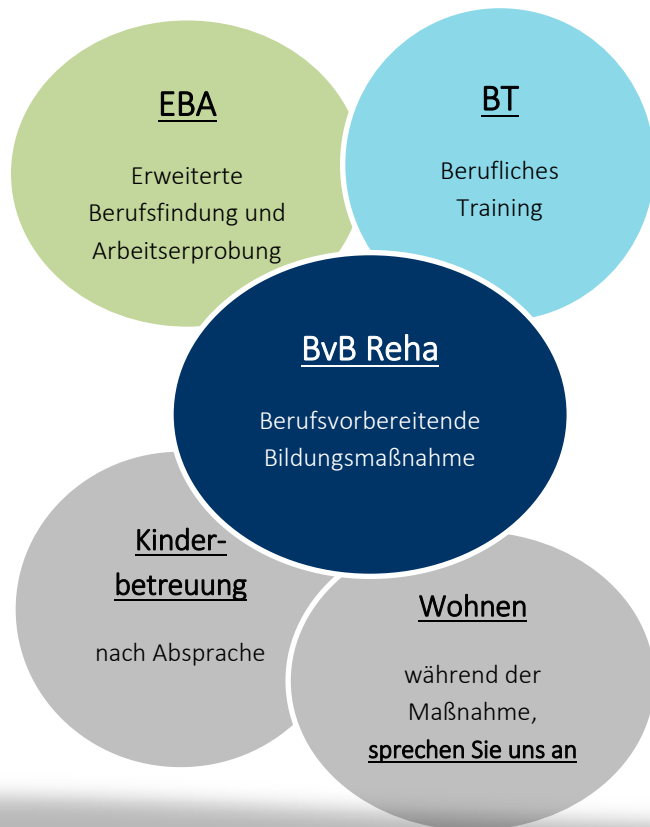 EBA
Erweiterte
Berufsfindung und
Arbeitserprobung
BT
Berufliches
Training
BvB Reha
Berufsvorbereitende
Bildungsmaßnahme
Kinder-
betreuung
nach Absprache
Wohnen
während der
Maßnahme,
sprechen Sie uns an